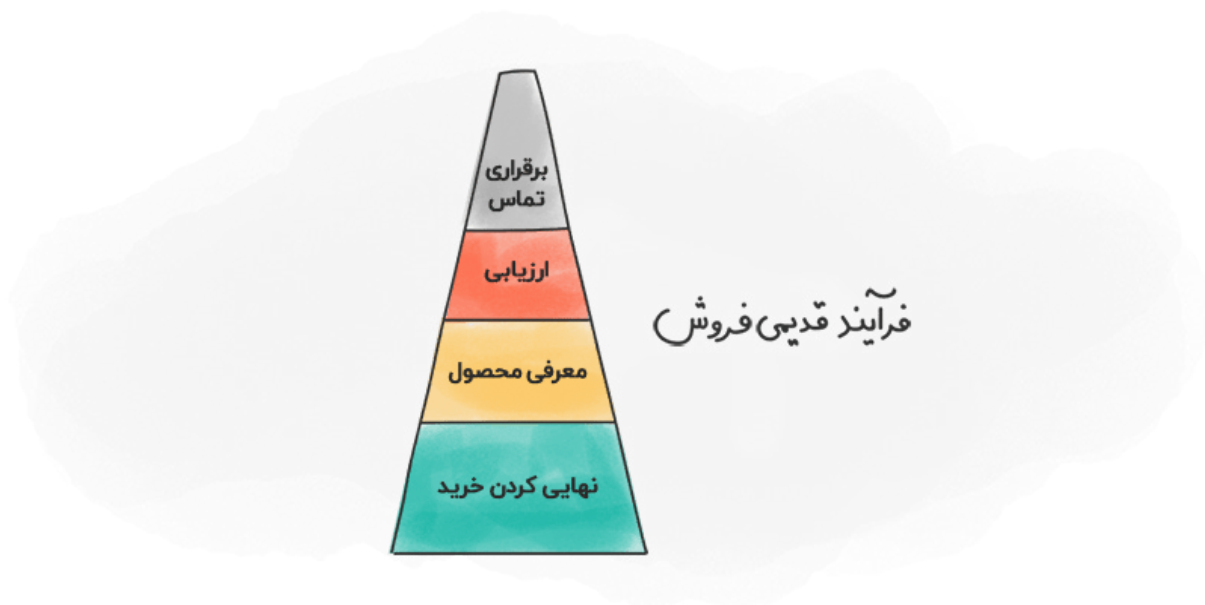 برقراری
تماس
ارزیابی
معرفی محصول
نهایی کردن خرید
فرآیند قدیمی فروش